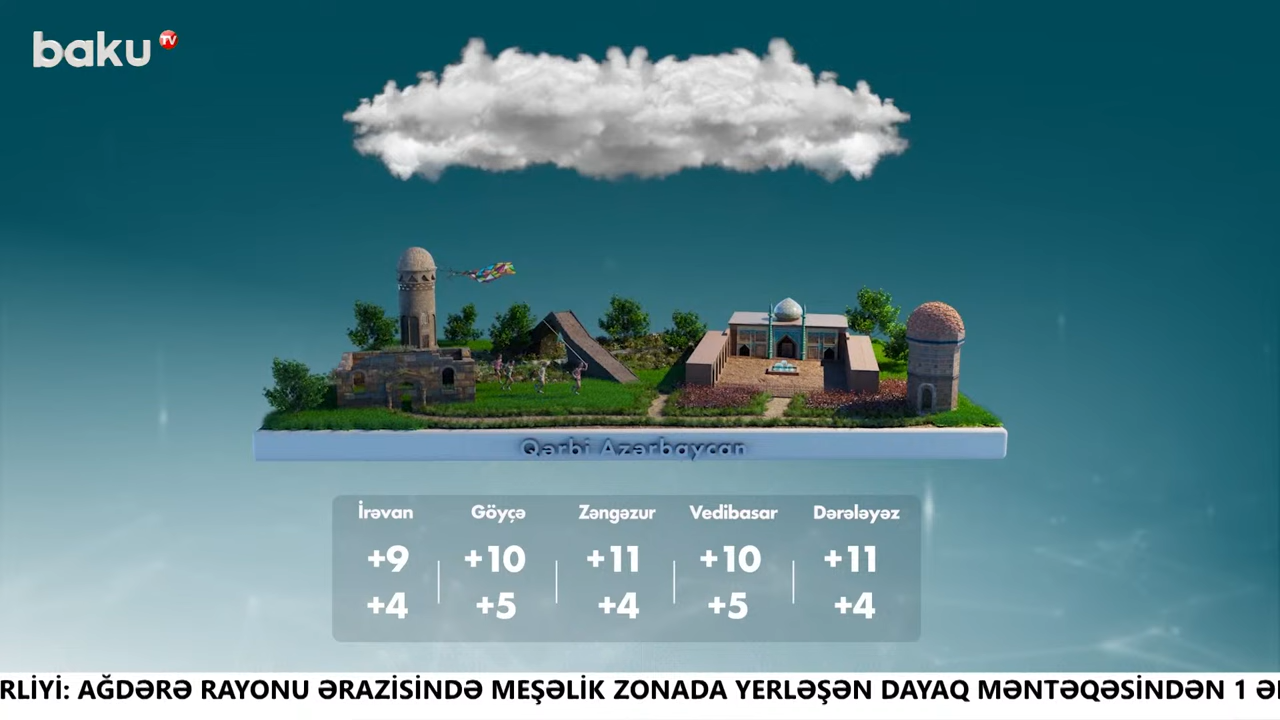 baku TV
Qərbi Azərbaycan
İrəvan Göyçə Zəngəzur Vedibasar Dərələyəz
+9 +10 +11 +10 +11
+4 +5 +4 +5 +4
RLİYİ: AĞDƏRƏ RAYONU ƏRAZİSİNDƏ MEŞƏLİK ZONADA YERLƏŞƏN DAYAQ MƏNTƏQƏSİNDƏN 1